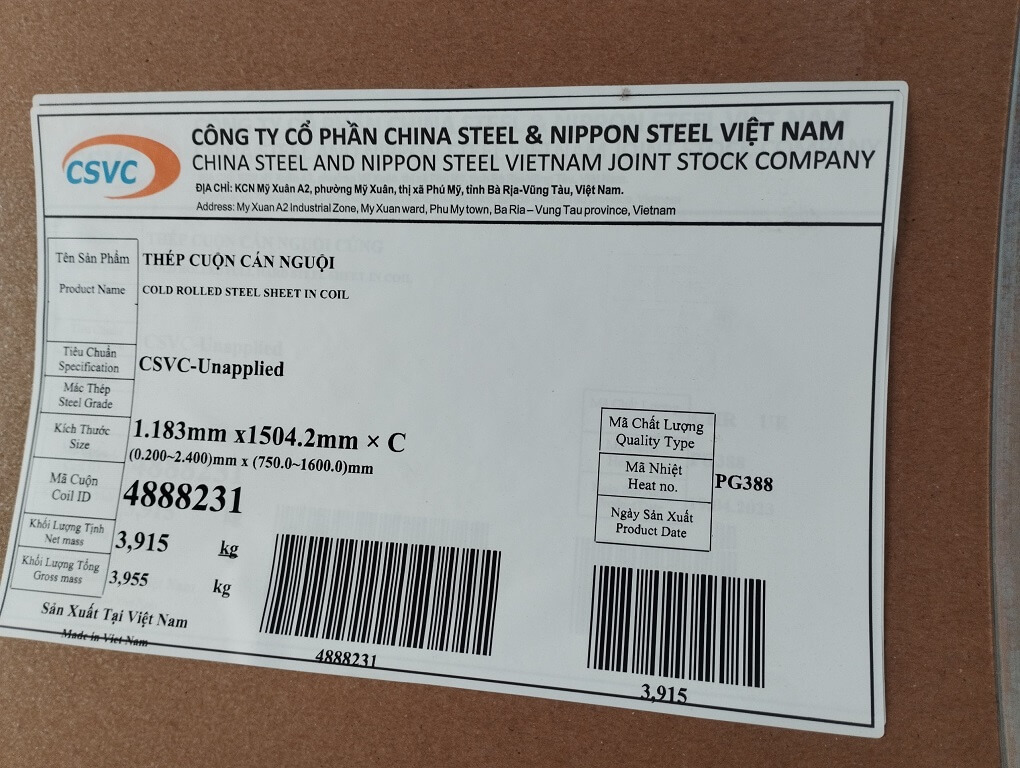 CSVC
CÔNG TY CỔ PHẦN CHINA STEEL & NIPPON STEEL VIỆT NAM
CHINA STEEL AND NIPPON STEEL VIETNAM JOINT STOCK COMPANY
ĐỊA CHỈ: KCN Mỹ Xuân A2, phường Mỹ Xuân, thị xã Phú Mỹ, tỉnh Bà Rịa-Vũng Tàu, Việt Nam.
Address: My Xuan A2 Industrial Zone, My Xuan ward, Phu My town, Ba Ria – Vung Tau province, Vietnam
Tên Sản Phẩm THÉP CUỘN CÁN NGUỘI
Product Name COLD ROLLED STEEL SHEET IN COIL
Tiêu Chuẩn
Specification CSVC-Unapplied
Mác Thép
Steel Grade
Kích Thước
Size
1.183mm x1504.2mm × C
(0.200~2.400)mm x (750.0~1600.0)mm
Mã Cuộn
Coil ID
4888231
Khối Lượng Tịnh
Net mass
3,915 kg
Khối Lượng Tổng
Gross mass
3,955 kg
Sản Xuất Tại Việt Nam
Made in Viet Nam
4888231
Mã Chất Lượng
Quality Type
Mã Nhiệt
Heat no.
PG388
Ngày Sản Xuất
Product Date
3,915